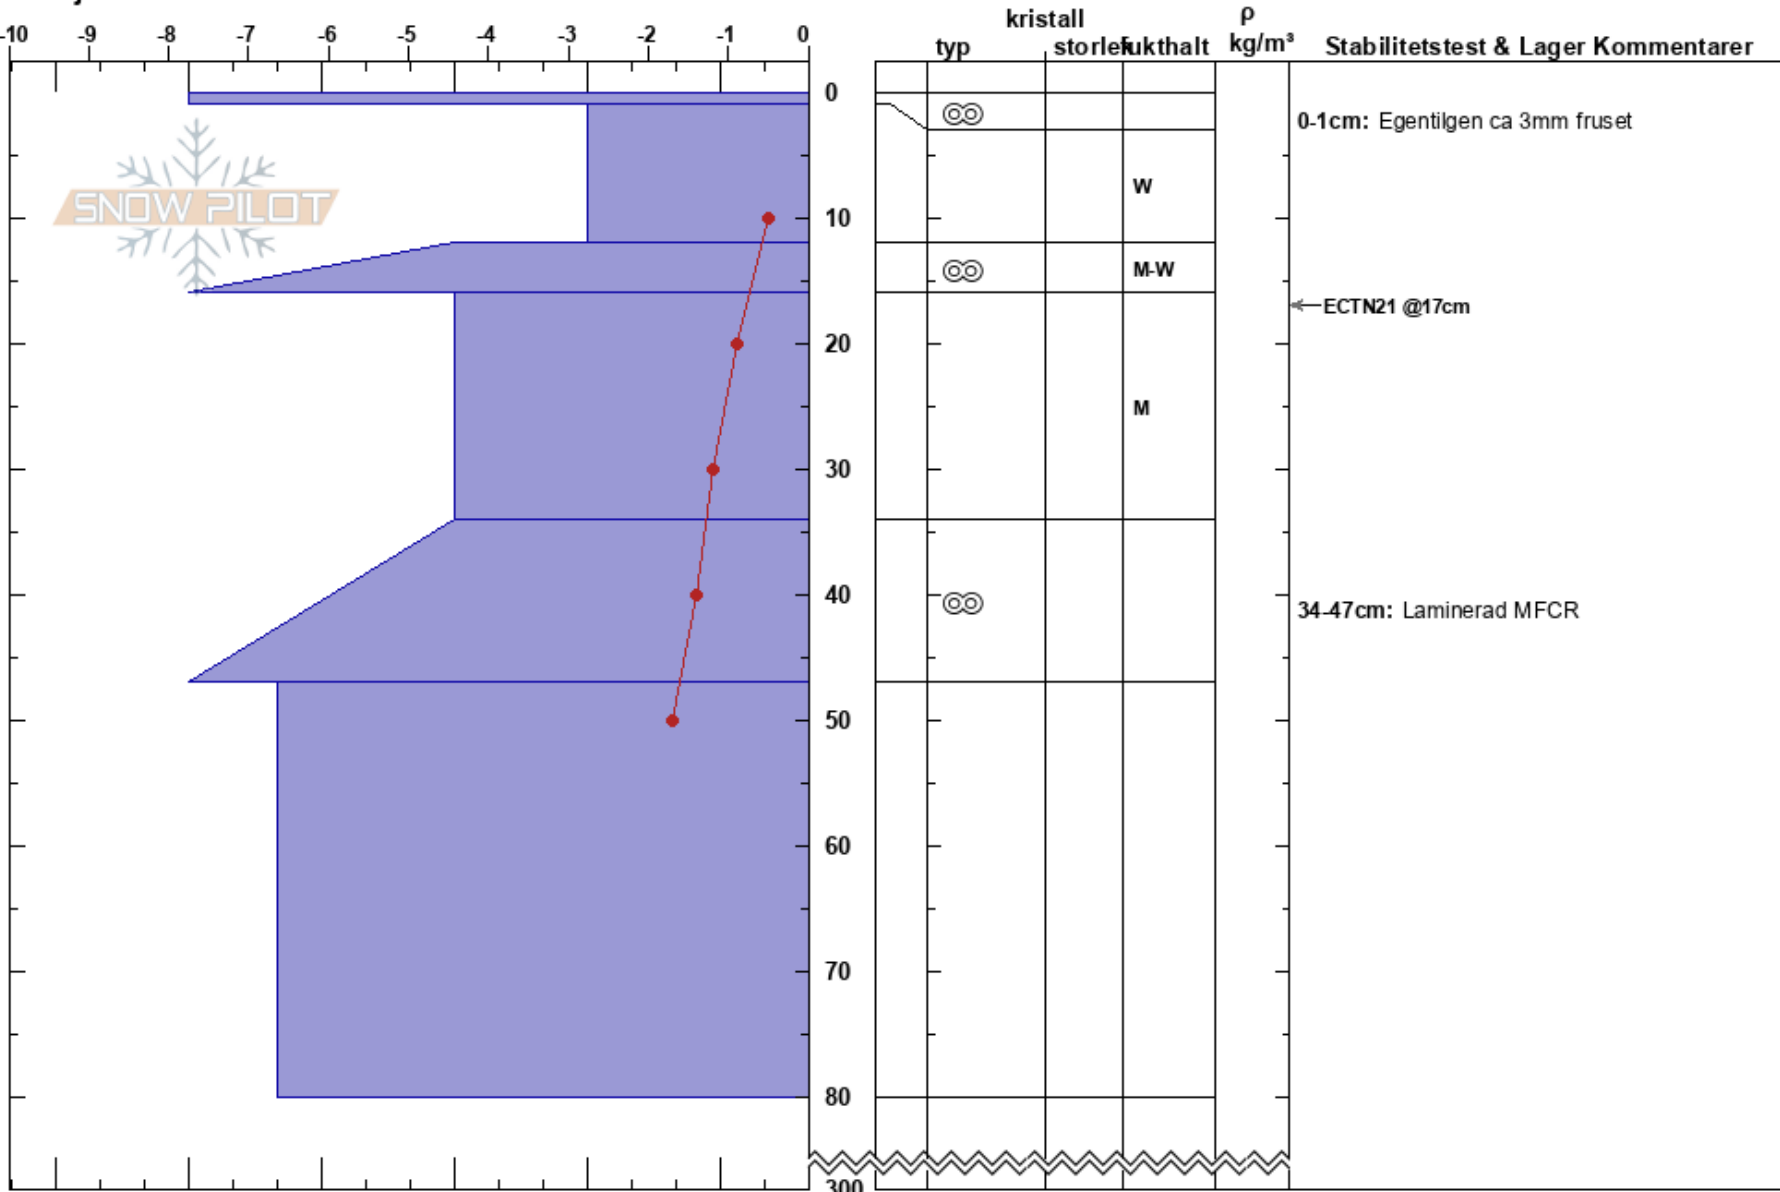 kristall
ρ
-10 -9 -8 -7 -6 -5 -4 -3 -2 -1 0
typ storlek fukthalt kg/m³ Stabilitetstest & Lager Kommentarer
0
0-1cm: Egentilgen ca 3mm fruset
W
SNOW PILOT
10
M-W
ECTN21 @17cm
20
M
30
40
34-47cm: Laminerad MFCR
50
60
70
80
300